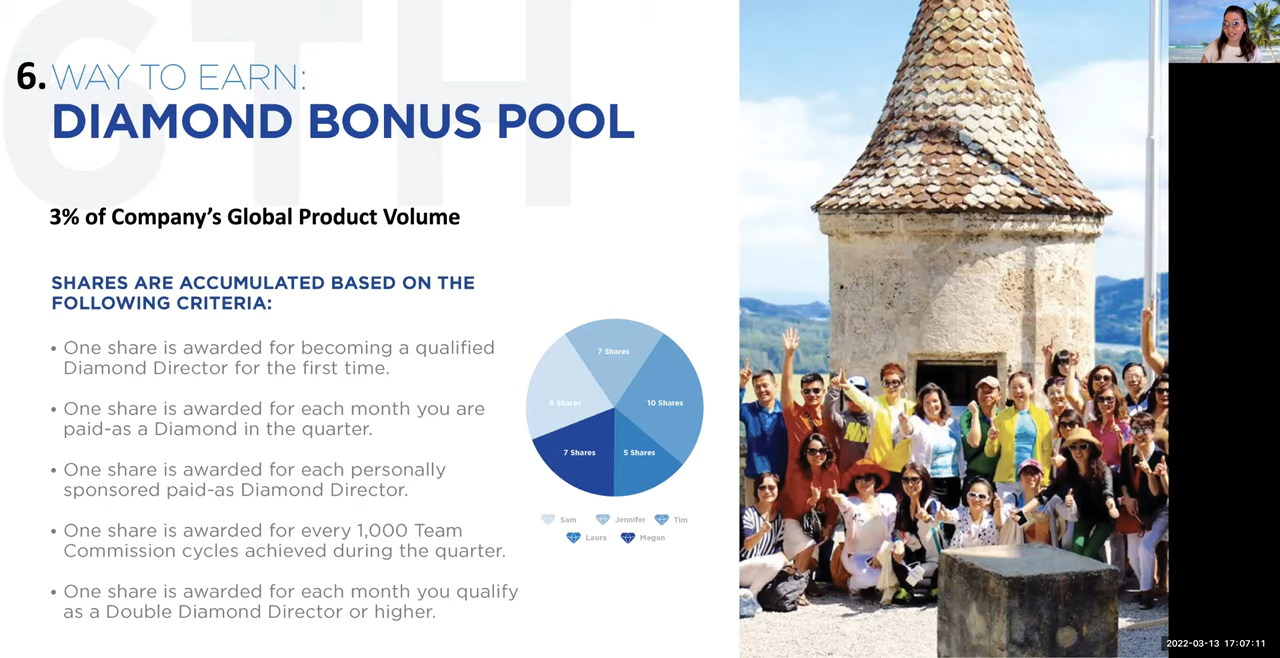 6TH
6. WAY TO EARN:
DIAMOND BONUS POOL
3% of Company's Global Product Volume
SHARES ARE ACCUMULATED BASED ON THE
FOLLOWING CRITERIA:
• One share is awarded for becoming a qualified
Diamond Director for the first time.
• One share is awarded for each month you are
paid-as a Diamond in the quarter.
• One share is awarded for each personally
sponsored paid-as Diamond Director.
• One share is awarded for every 1,000 Team
Commission cycles achieved during the quarter.
• One share is awarded for each month you qualify
as a Double Diamond Director or higher.
7 Shares
Shares
10 Shares
7 Shares
5 Shares
Sam
Jennifer
Tim
Laura
Megan
2022-03-13 17:07:11